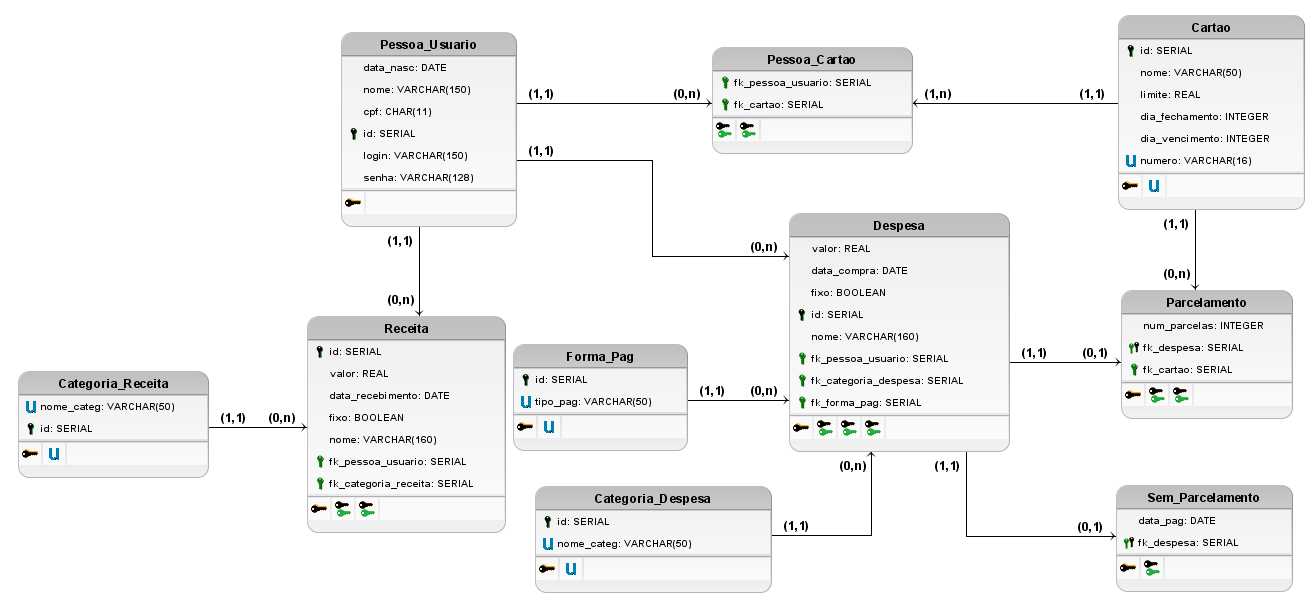 Pessoa_Usuario
data_nasc: DATE
nome: VARCHAR(150)
cpf: CHAR(11)
id: SERIAL
login: VARCHAR(150)
senha: VARCHAR(128)
(1,1)
(0,n)
(1,1)
(0,n)
(1,1)
(0,n)
Pessoa_Cartao
fk_pessoa_usuario: SERIAL
fk_cartao: SERIAL
(1,n)
(1,1)
Cartao
id: SERIAL
nome: VARCHAR(50)
limite: REAL
dia_fechamento: INTEGER
dia_vencimento: INTEGER
U numero: VARCHAR(16)
U
(1,1)
(0,n)
Despesa
valor: REAL
data_compra: DATE
fixo: BOOLEAN
id: SERIAL
nome: VARCHAR(160)
fk_pessoa_usuario: SERIAL
fk_categoria_despesa: SERIAL
fk_forma_pag: SERIAL
(1,1)
(0,1)
Parcelamento
num_parcelas: INTEGER
fk_despesa: SERIAL
fk_cartao: SERIAL
Categoria_Receita
U nome_categ: VARCHAR(50)
id: SERIAL
U
(1,1)
(0,n)
Receita
id: SERIAL
valor: REAL
data_recebimento: DATE
fixo: BOOLEAN
nome: VARCHAR(160)
fk_pessoa_usuario: SERIAL
fk_categoria_receita: SERIAL
Forma_Pag
id: SERIAL
U tipo_pag: VARCHAR(50)
U
(1,1)
(0,n)
Categoria_Despesa
id: SERIAL
U nome_categ: VARCHAR(50)
U
(1,1)
(0,n)
(1,1)
(0,1)
Sem_Parcelamento
data_pag: DATE
fk_despesa: SERIAL